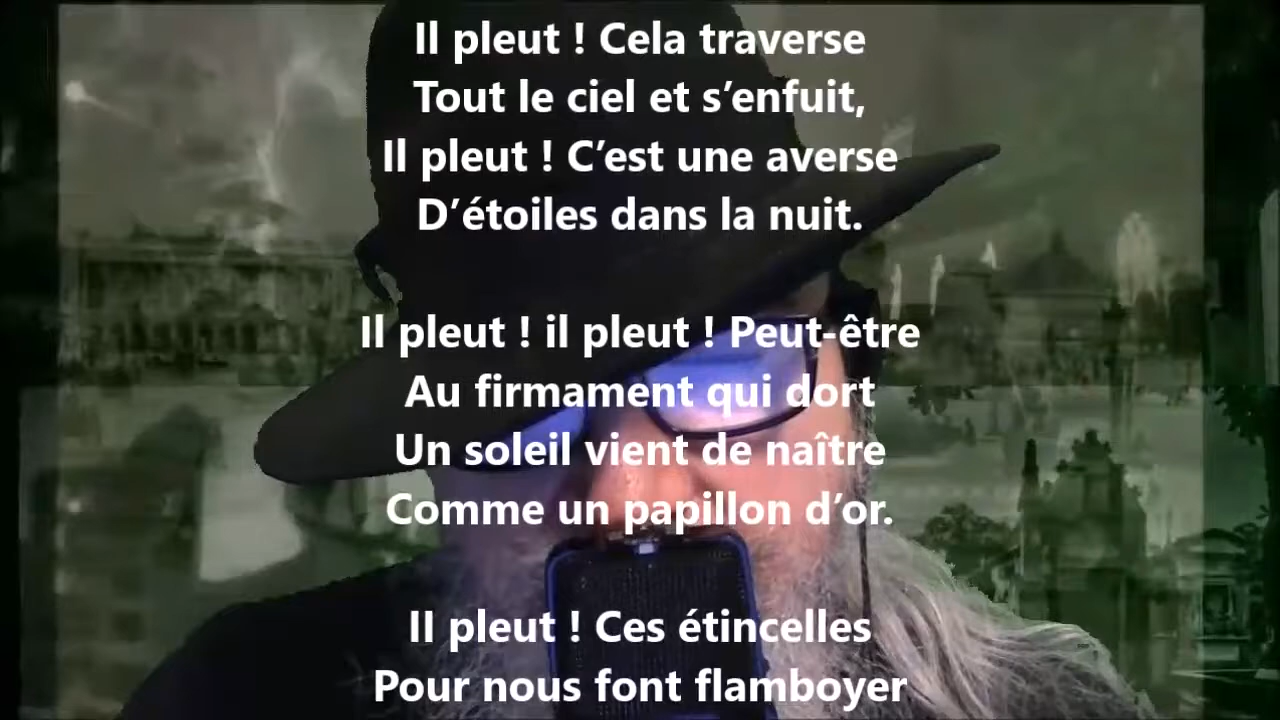 Il pleut ! Cela traverse
Tout le ciel et s’enfuit,
Il pleut ! C’est une averse
D’étoiles dans la nuit.
Il pleut ! il pleut ! Peut-être
Au firmament qui dort
Un soleil vient de naître
Comme un papillon d’or.
II pleut ! Ces étincelles
Pour nous font flamboyer